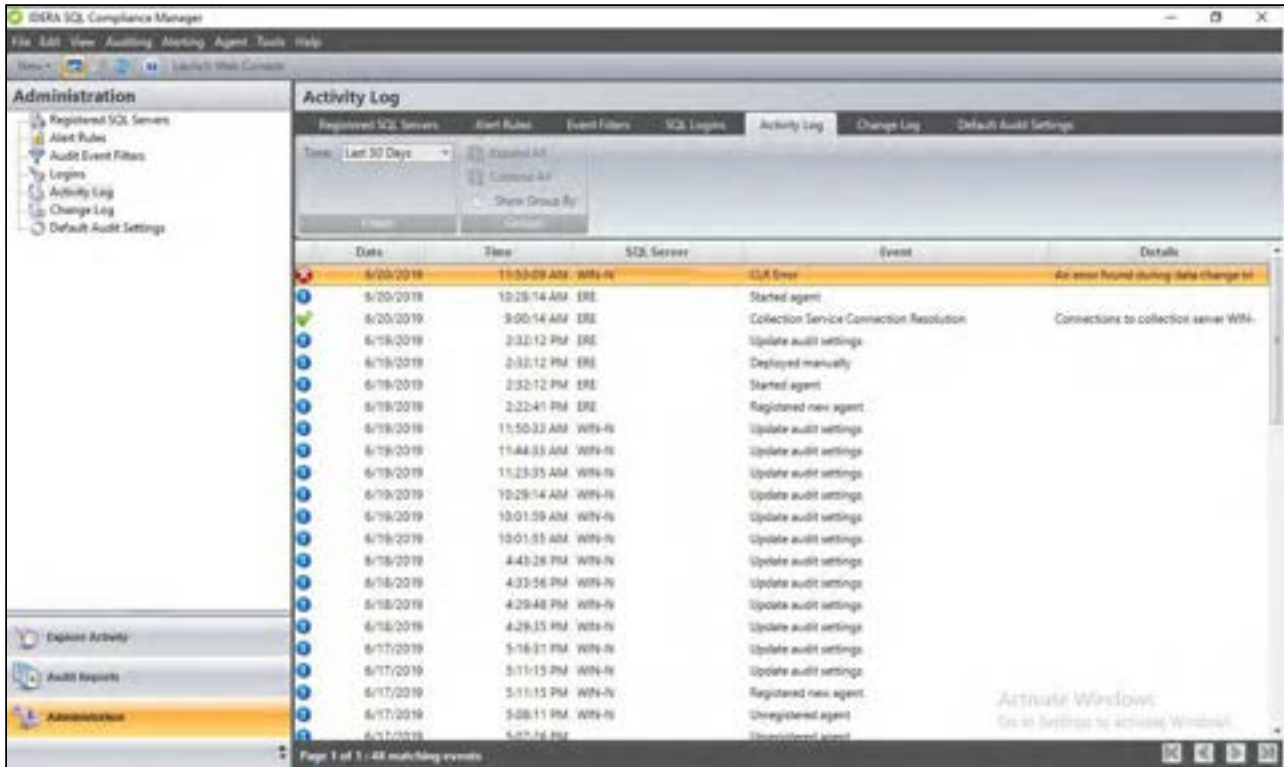 IDERA SQL Compliance Manager
File Edit View Auditing Alerting Agent Tools Help
New Launch Web Console
Administration
Registered SQL Servers
Alert Rules
Audit Event Filters
Logins
Activity Log
Change Log
Default Audit Settings
Explore Activity
Audit Reports
Administration
Activity Log
Registered SQL Servers Alert Rules Event Filters SQL Logins Activity Log Change Log Default Audit Settings
Time: Last 30 Days
Expand All
Collapse All
Show Group By
Date Time SQL Server Event Details
6/20/2019 11:53:09 AM WIN-N CLR Error An error found during data change tri
6/20/2019 10:28:14 AM ERE Started agent
6/20/2019 9:00:14 AM ERE Collection Service Connection Resolution Connections to collection server WIN-
6/19/2019 2:32:12 PM ERE Update audit settings
6/19/2019 2:32:12 PM ERE Deployed manually
6/19/2019 2:32:12 PM ERE Started agent
6/19/2019 2:22:41 PM ERE Registered new agent
6/19/2019 11:50:33 AM WIN-N Update audit settings
6/19/2019 11:44:33 AM WIN-N Update audit settings
6/19/2019 11:23:35 AM WIN-N Update audit settings
6/19/2019 10:29:14 AM WIN-N Update audit settings
6/19/2019 10:01:59 AM WIN-N Update audit settings
6/19/2019 10:01:55 AM WIN-N Update audit settings
6/18/2019 4:43:26 PM WIN-N Update audit settings
6/18/2019 4:33:56 PM WIN-N Update audit settings
6/18/2019 4:29:48 PM WIN-N Update audit settings
6/18/2019 4:29:35 PM WIN-N Update audit settings
6/17/2019 5:16:31 PM WIN-N Update audit settings
6/17/2019 5:11:15 PM WIN-N Update audit settings
6/17/2019 5:11:15 PM WIN-N Registered new agent
6/17/2019 5:08:11 PM WIN-N Unregistered agent
6/17/2019 5:07:16 PM Unregistered agent
Activate Windows
Go to Settings to activate Windows.
Page 1 of 1 : 48 matching events